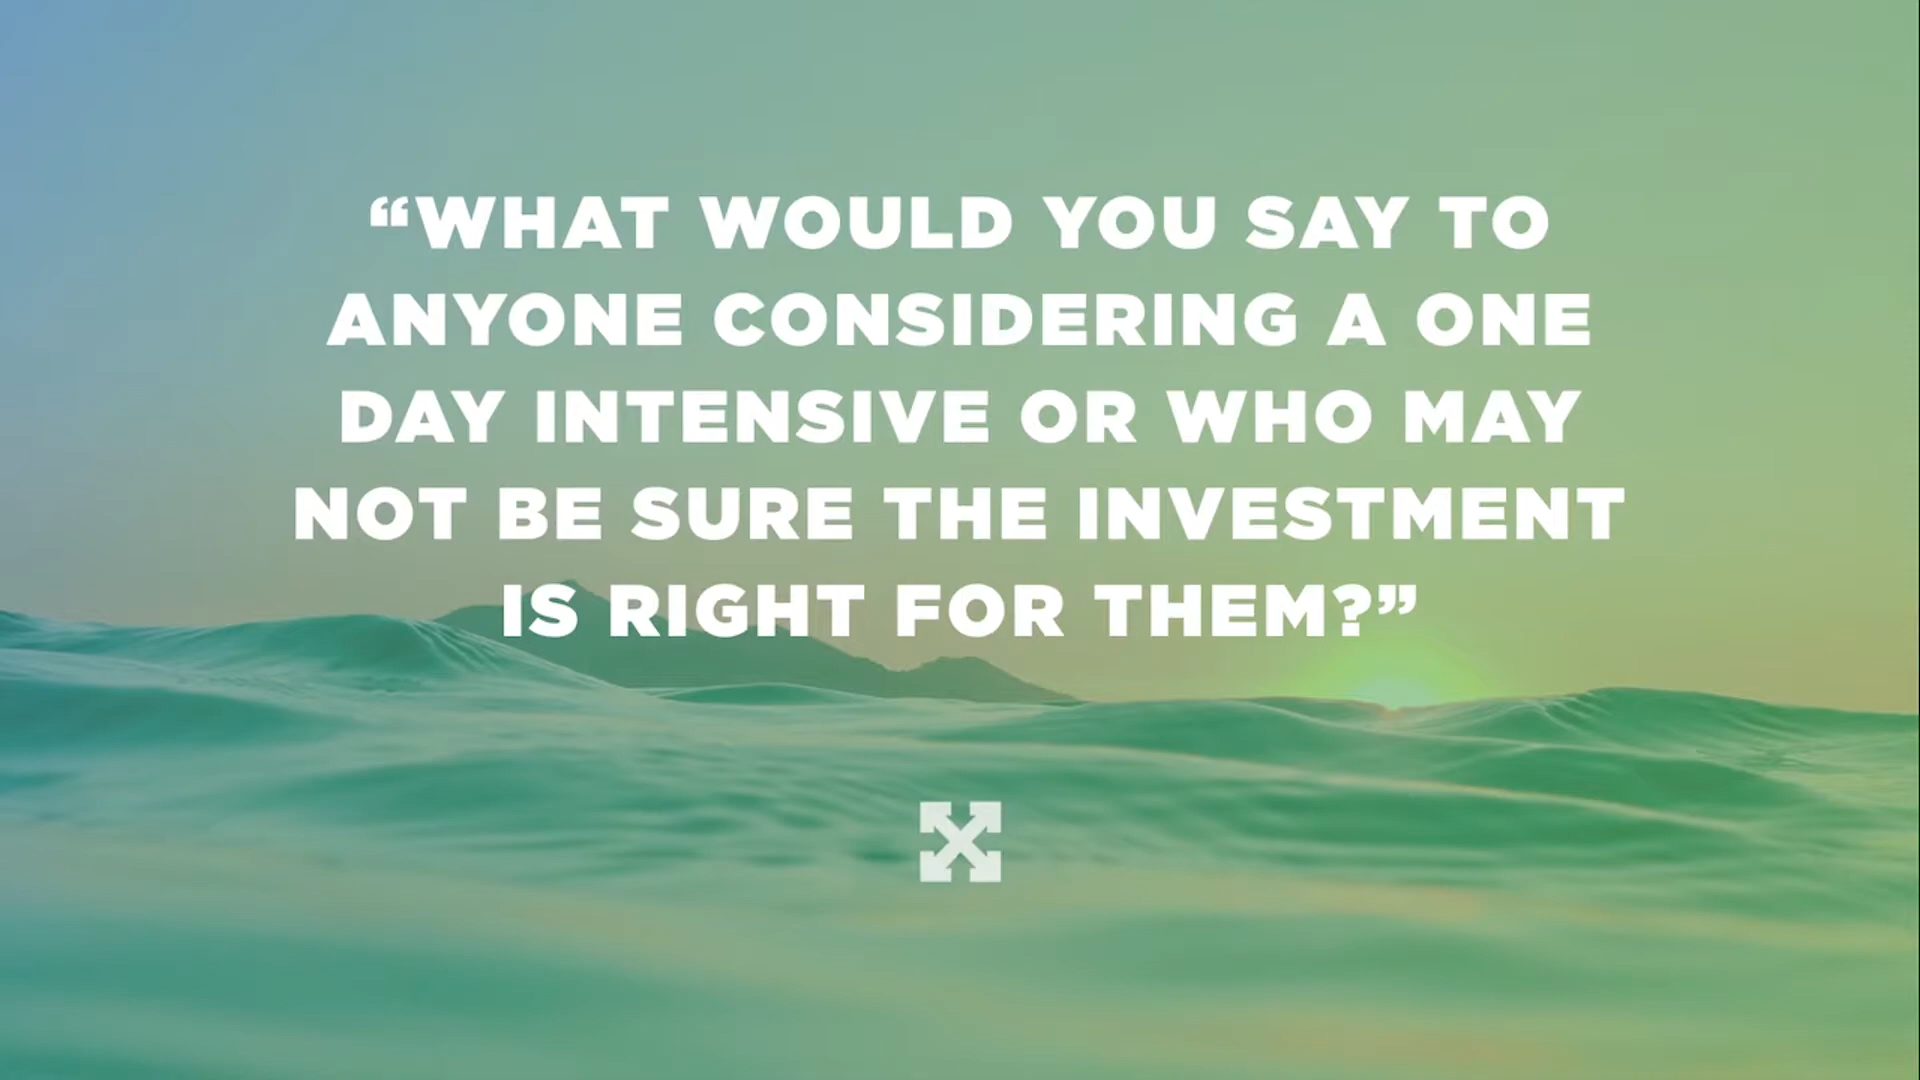 “WHAT WOULD YOU SAY TO
ANYONE CONSIDERING A ONE
DAY INTENSIVE OR WHO MAY
NOT BE SURE THE INVESTMENT
IS RIGHT FOR THEM?”